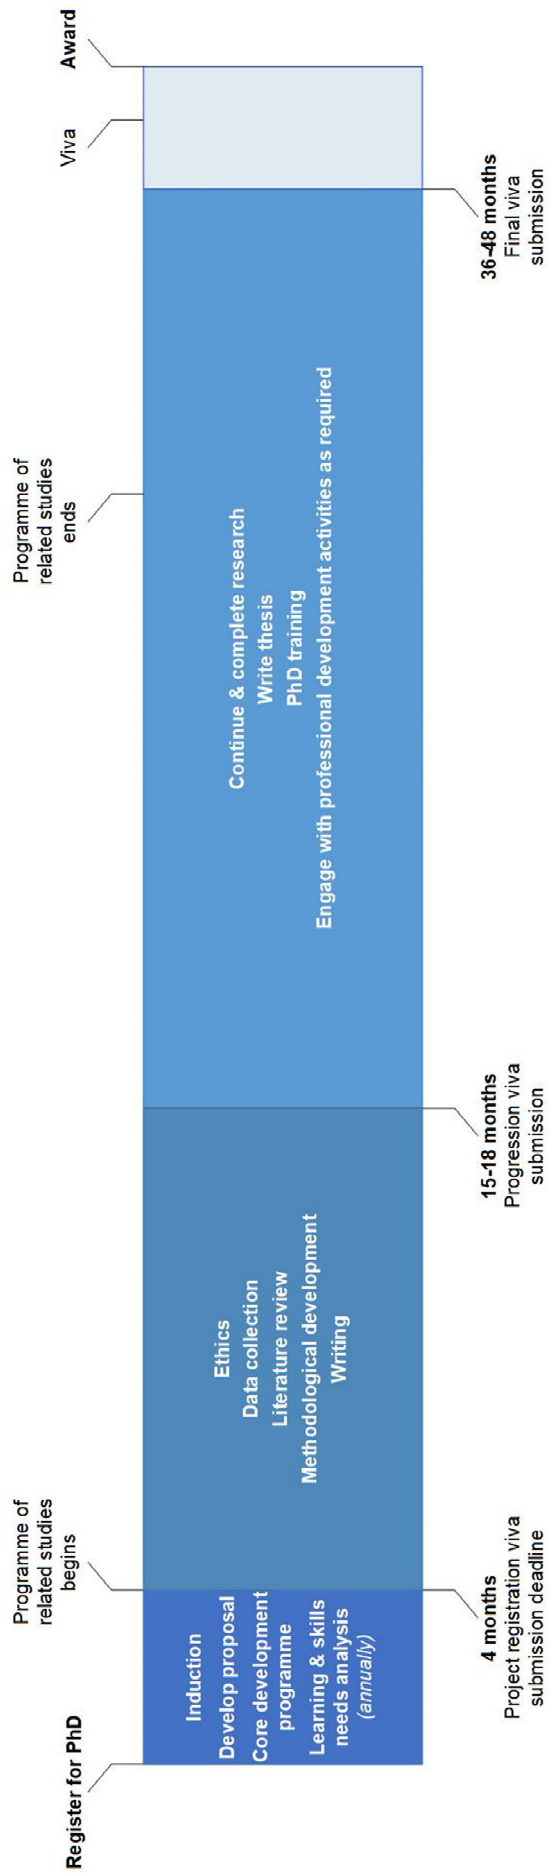 Register for PhD
Programme of
related studies
begins
Programme of
related studies
ends
Viva
Award
Induction
Develop proposal
Core development
programme
Learning & skills
needs analysis
(annually)
Ethics
Data collection
Literature review
Methodological development
Writing
Continue & complete research
Write thesis
PhD training
Engage with professional development activities as required
4 months
Project registration viva
submission deadline
15-18 months
Progression viva
submission
36-48 months
Final viva
submission